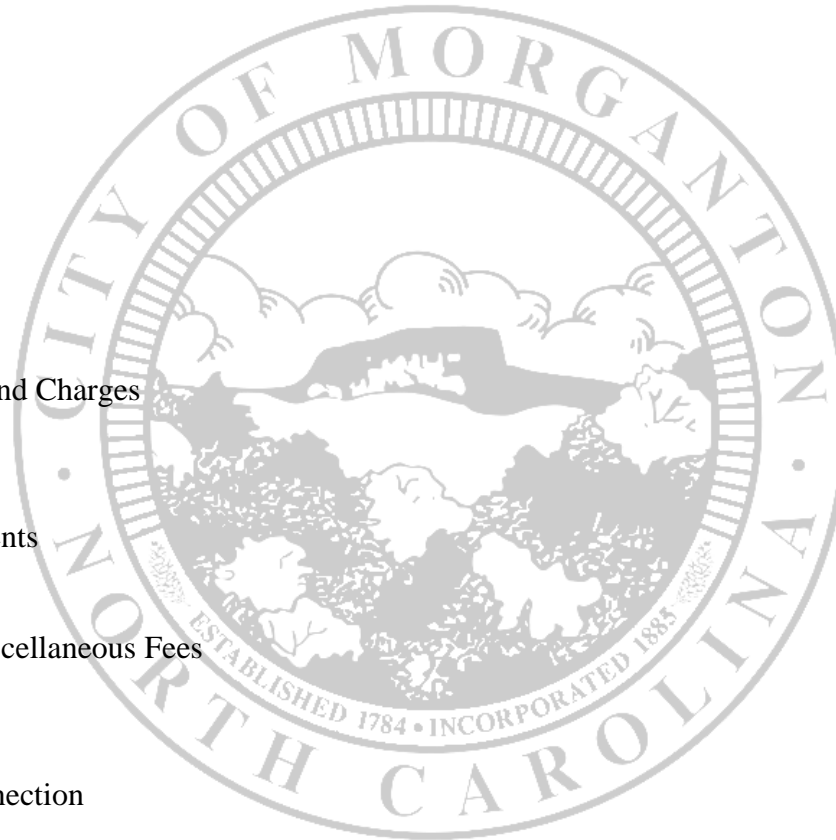 CITY OF MORGANTON
nd Charges
nts
cellaneous Fees
ESTABLISHED 1784 • INCORPORATED 1885
nection
• NORTH CAROLINA •